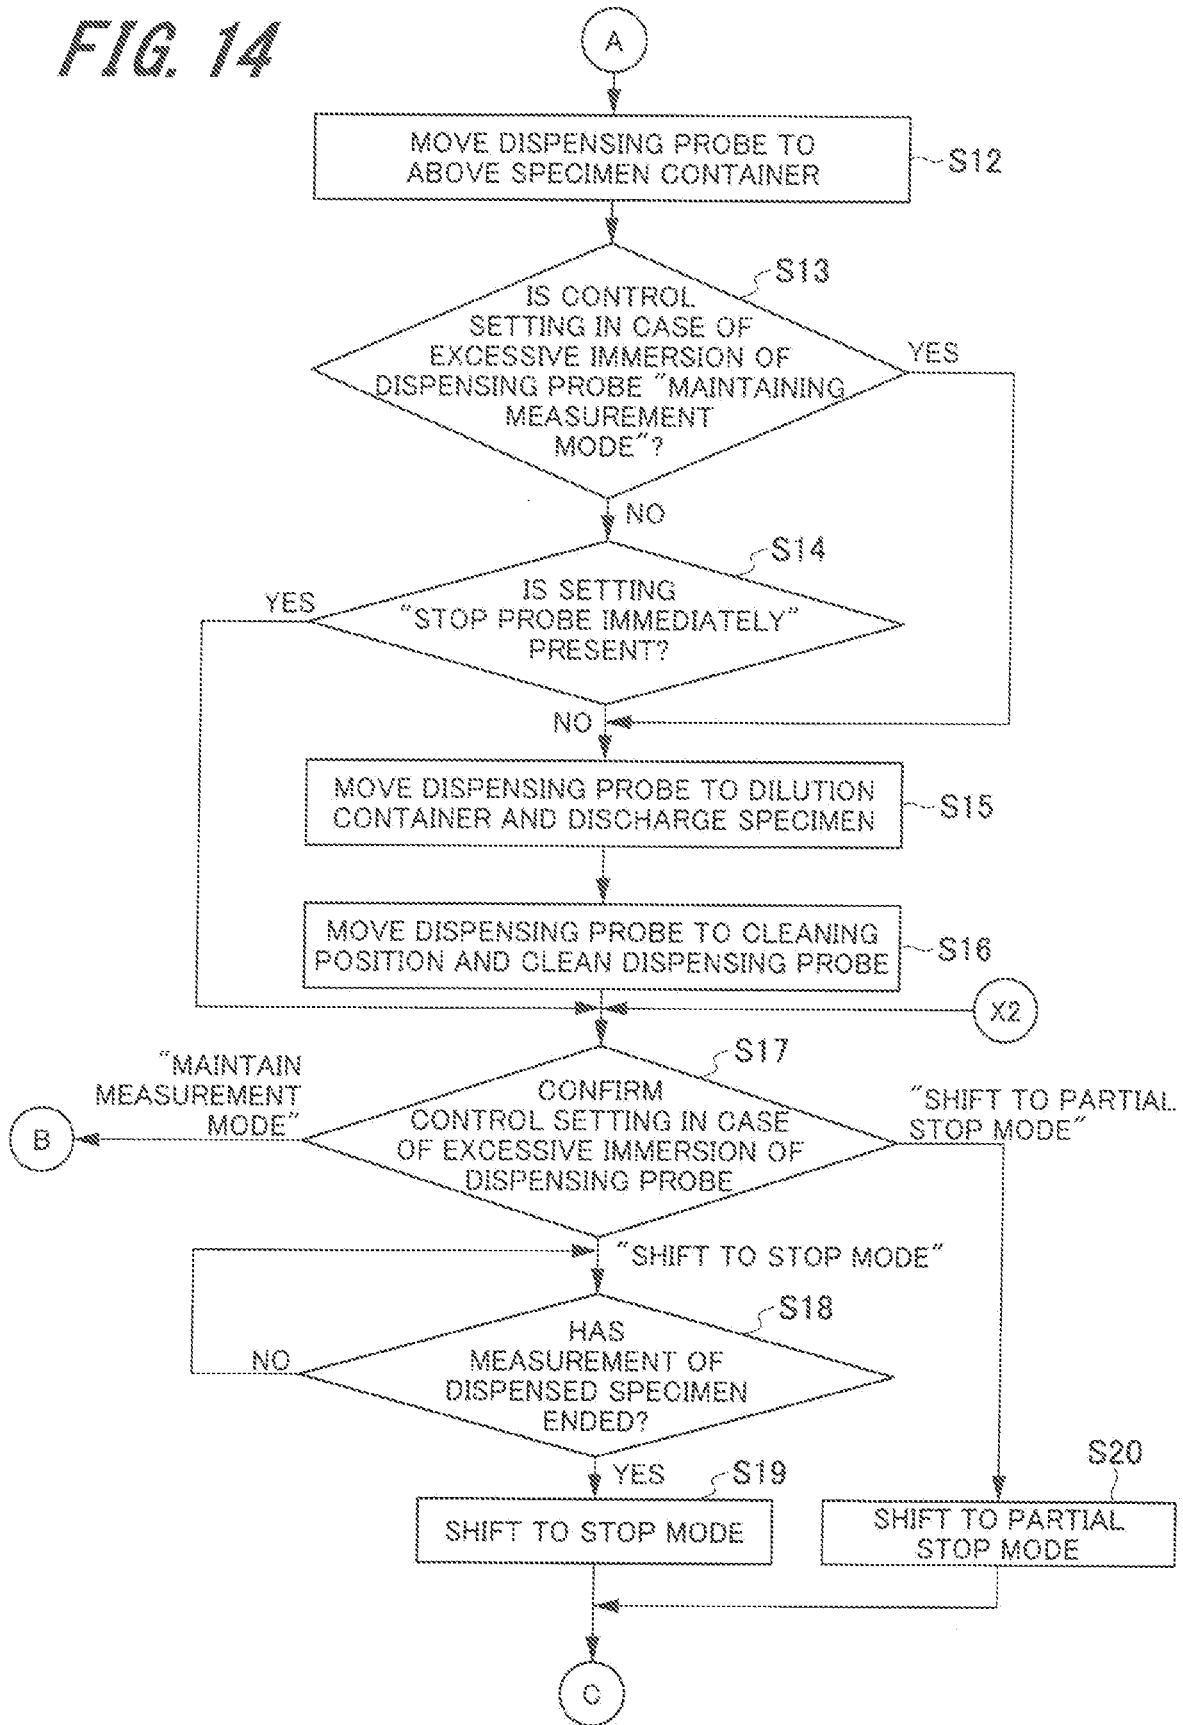 FIG. 14
A
MOVE DISPENSING PROBE TO
ABOVE SPECIMEN CONTAINER
S12
S13
IS CONTROL
SETTING IN CASE OF
EXCESSIVE IMMERSION OF
DISPENSING PROBE "MAINTAINING
MEASUREMENT
MODE"?
YES
NO
S14
IS SETTING
"STOP PROBE IMMEDIATELY"
PRESENT?
YES
NO
MOVE DISPENSING PROBE TO DILUTION
CONTAINER AND DISCHARGE SPECIMEN
S15
MOVE DISPENSING PROBE TO CLEANING
POSITION AND CLEAN DISPENSING PROBE
S16
X2
S17
CONFIRM
CONTROL SETTING IN CASE
OF EXCESSIVE IMMERSION OF
DISPENSING PROBE
"MAINTAIN
MEASUREMENT
MODE"
B
"SHIFT TO PARTIAL
STOP MODE"
"SHIFT TO STOP MODE"
S18
HAS
MEASUREMENT OF
DISPENSED SPECIMEN
ENDED?
NO
YES
S19
SHIFT TO STOP MODE
S20
SHIFT TO PARTIAL
STOP MODE
C